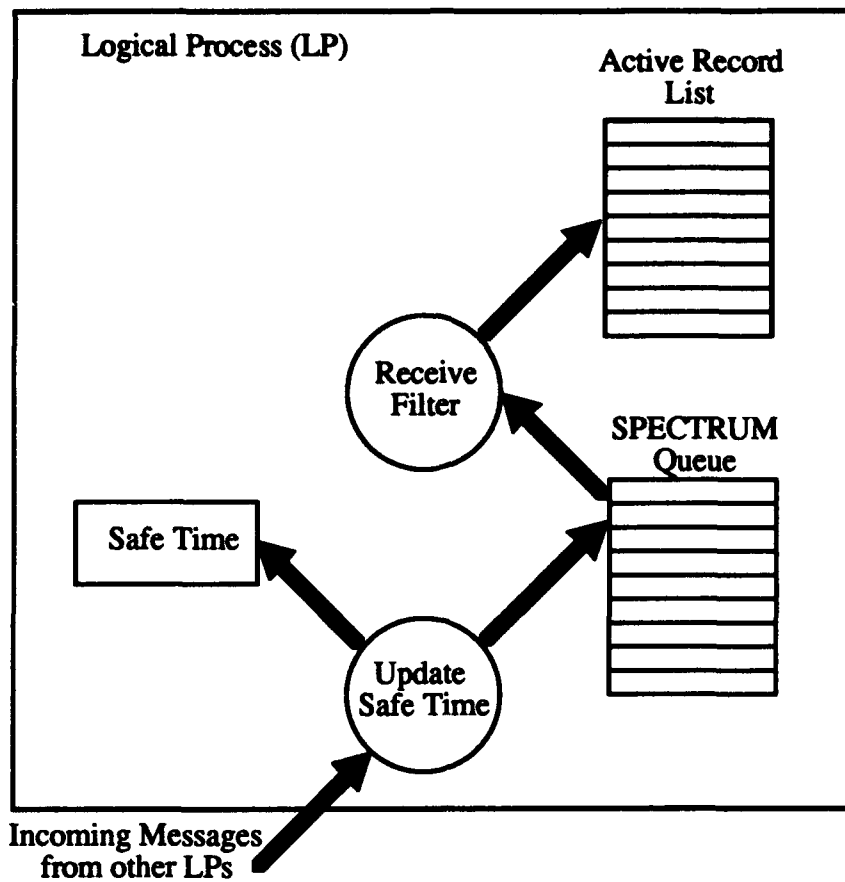 Logical Process (LP)
Active Record
List
Receive
Filter
SPECTRUM
Queue
Safe Time
Update
Safe Time
Incoming Messages
from other LPs